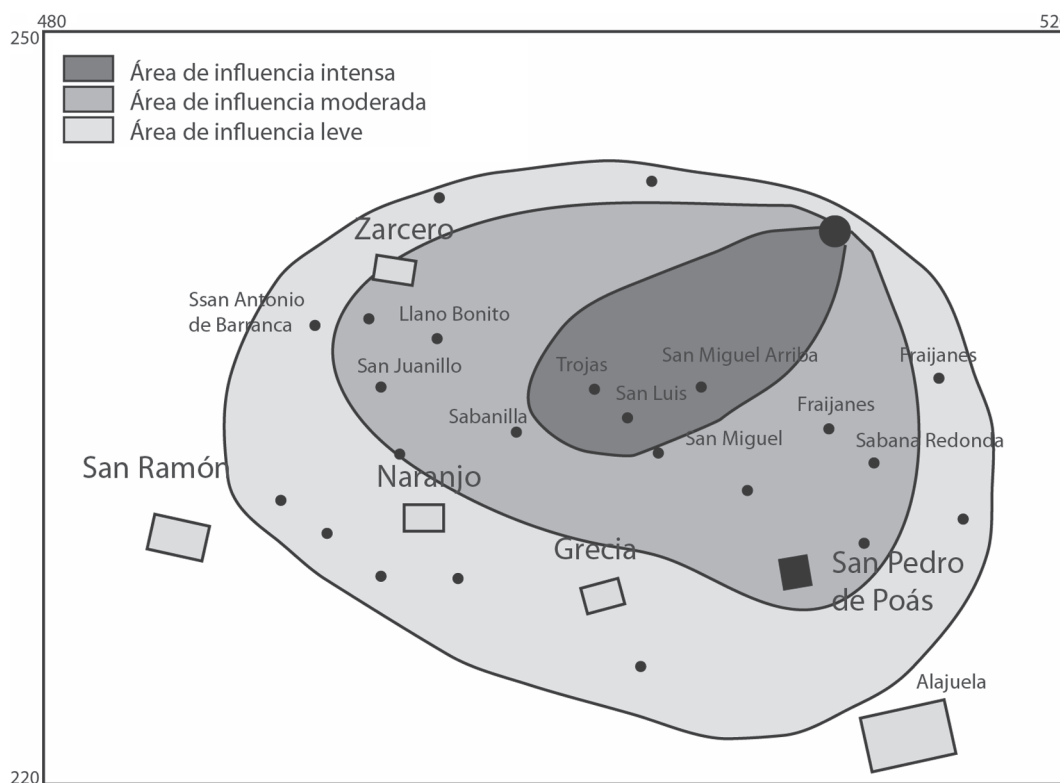 480
52
250
Área de influencia intensa
Área de influencia moderada
Área de influencia leve
Zarcero
Ssan Antonio
de Barranca
Llano Bonito
San Juanillo
Trojas
San Miguel Arriba
Fraijanes
San Luis
Sabanilla
Fraijanes
San Miguel
Sabana Redonda
San Ramón
Naranjo
Grecia
San Pedro
de Poás
Alajuela
220